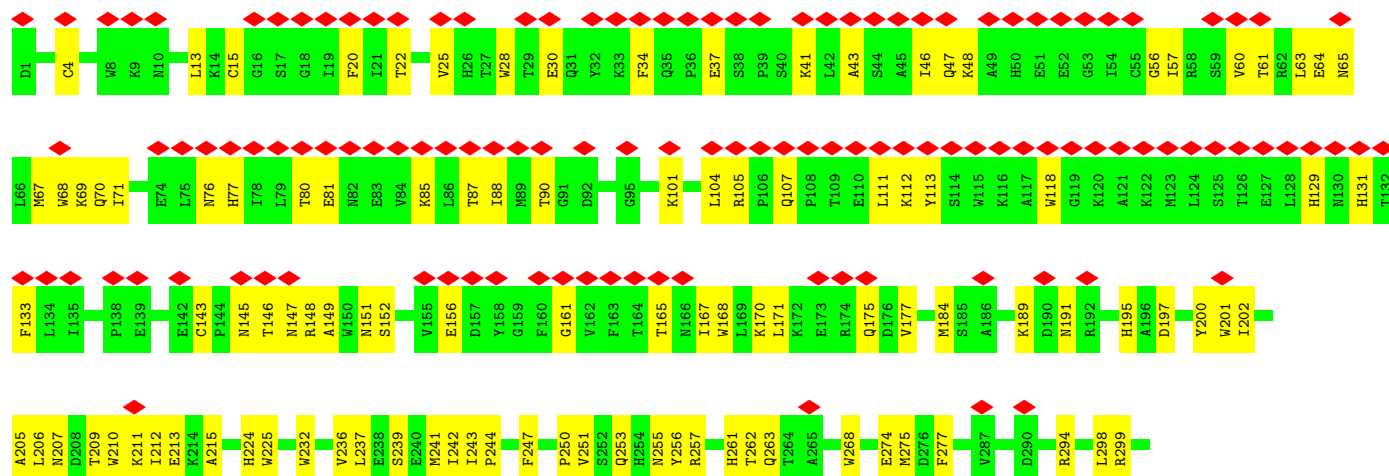 D1 C4 W8 K9 N10 L13 K14 C15 G16 S17 G18 I19 F20 I21 T22 V25 H26 T27 W28 T29 E30 Q31 Y32 K33 F34 Q35 P36 E37 S38 P39 S40 K41 L42 A43 S44 A45 I46 Q47 K48 A49 H50 E51 E52 G53 I54 C55 G56 I57 R58 S59 V60 T61 R62 L63 E64 N65
L66 M67 W68 K69 Q70 I71 E74 L75 N76 H77 I78 L79 T80 E81 N82 E83 V84 K85 L86 T87 I88 M89 T90 G91 D92 G95 K101 L104 R105 P106 Q107 P108 T109 E110 L111 K112 Y113 S114 W115 K116 A117 W118 G119 K120 A121 K122 M123 L124 S125 T126 E127 L128 H129 N130 H131 T132
F133 L134 I135 P138 E139 E142 C143 P144 N145 T146 N147 R148 A149 W150 N151 S152 V155 E156 D157 Y158 G159 F160 G161 V162 F163 T164 T165 N166 I167 W168 L169 K170 L171 K172 E173 R174 Q175 D176 V177 M184 S185 A186 K189 D190 N191 R192 H195 A196 D197 Y200 W201 I202
A205 L206 N207 D208 T209 W210 K211 I212 E213 K214 A215 H224 W225 W232 V236 L237 E238 S239 E240 M241 I242 I243 P244 F247 P250 V251 S252 Q253 H254 N255 Y256 R257 H261 T262 Q263 T264 A265 W268 E274 M275 D276 F277 V287 D290 R294 L298 R299